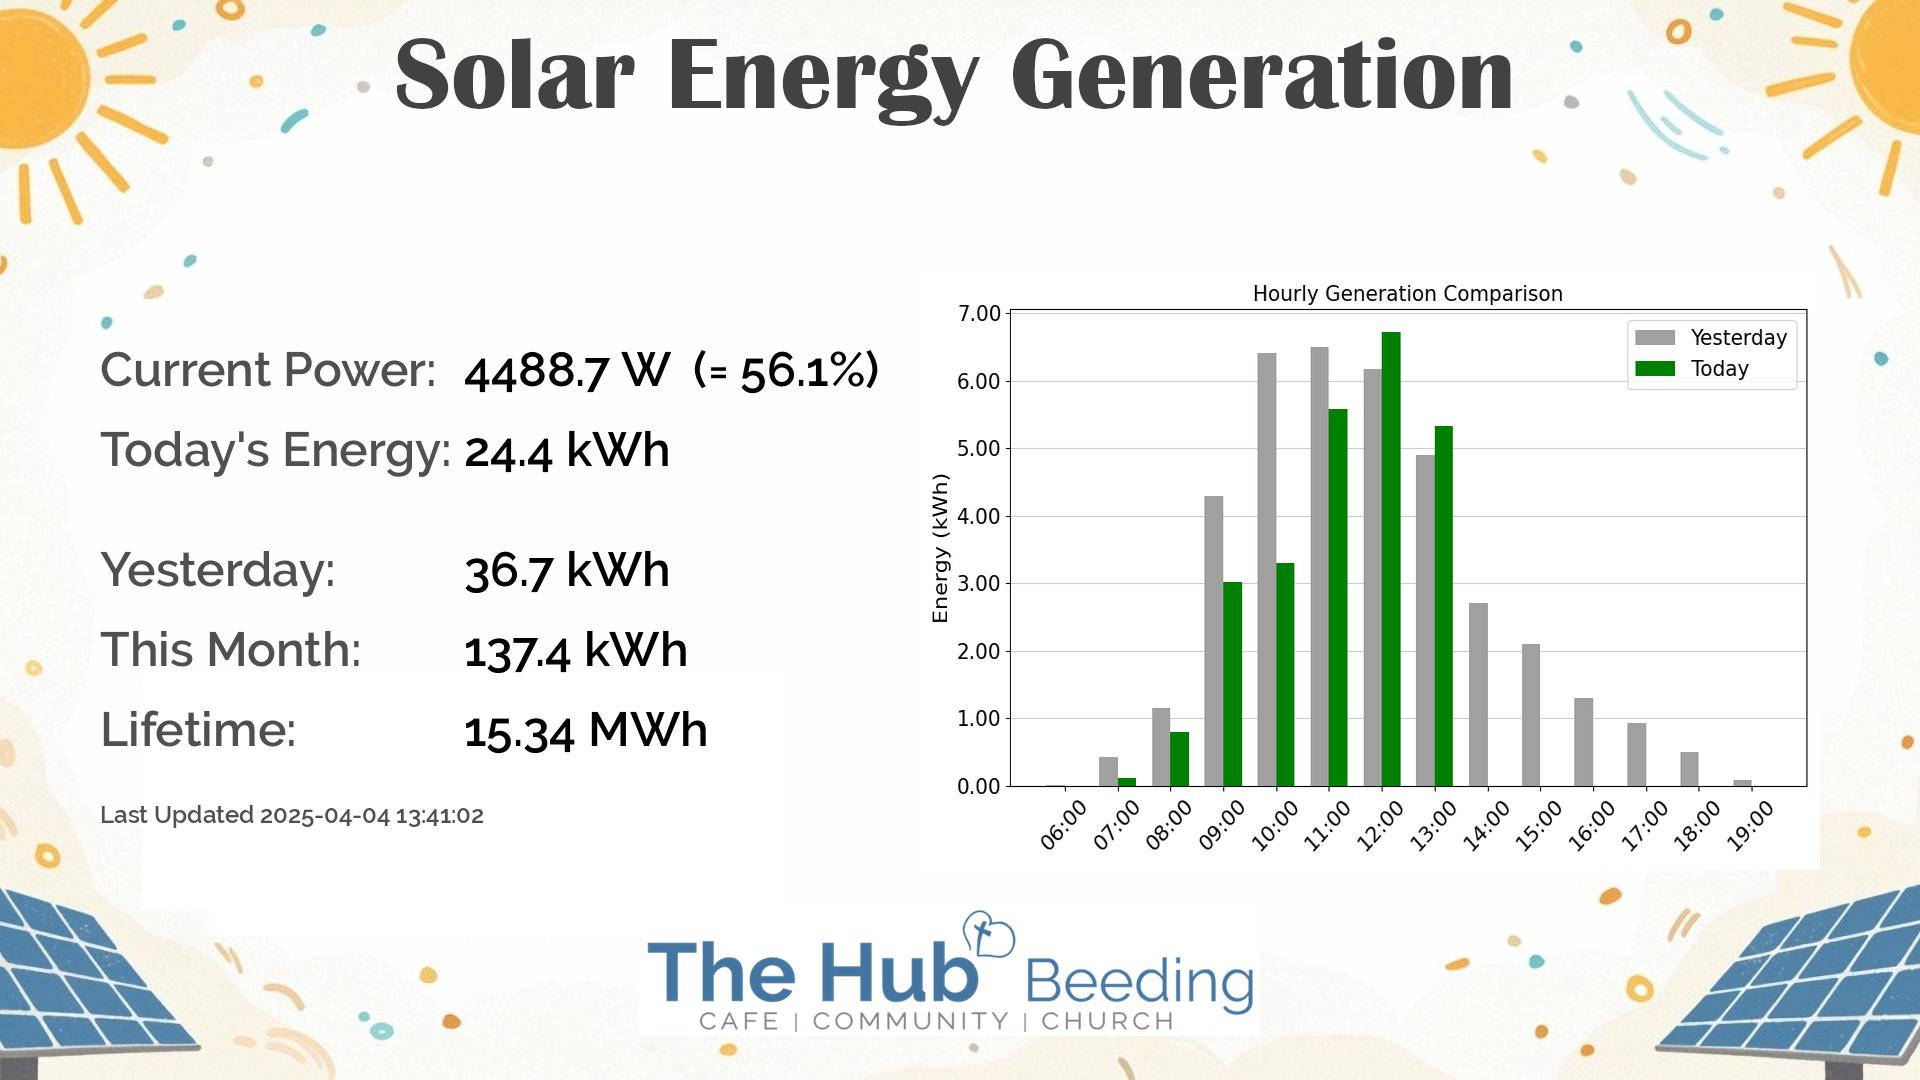 Solar Energy Generation
Current Power: 4488.7 W (= 56.1%)
Today's Energy: 24.4 kWh
Yesterday: 36.7 kWh
This Month: 137.4 kWh
Lifetime: 15.34 MWh
Last Updated 2025-04-04 13:41:02
Hourly Generation Comparison
Yesterday
Today
Energy (kWh)
7.00
6.00
5.00
4.00
3.00
2.00
1.00
0.00
06:00 07:00 08:00 09:00 10:00 11:00 12:00 13:00 14:00 15:00 16:00 17:00 18:00 19:00
The Hub Beeding
CAFE | COMMUNITY | CHURCH